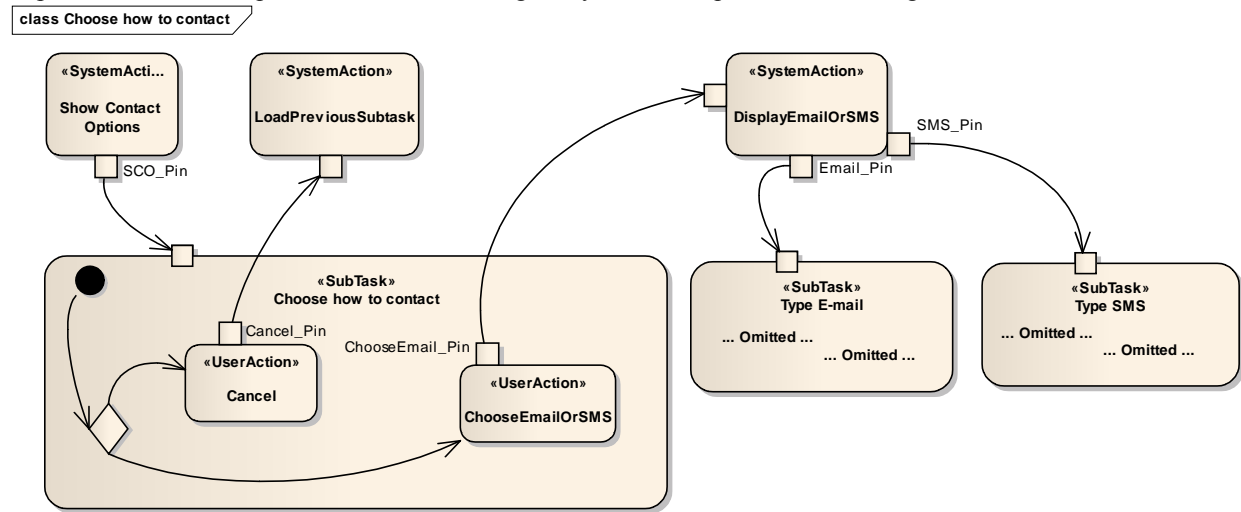 class Choose how to contact
«SystemActi...
Show Contact
Options
SCO_Pin
«SystemAction»
LoadPreviousSubtask
«SystemAction»
DisplayEmailOrSMS
SMS_Pin
Email_Pin
«SubTask»
Choose how to contact
Cancel_Pin
«UserAction»
Cancel
ChooseEmail_Pin
«UserAction»
ChooseEmailOrSMS
«SubTask»
Type E-mail
... Omitted ...
... Omitted ...
«SubTask»
Type SMS
... Omitted ...
... Omitted ...